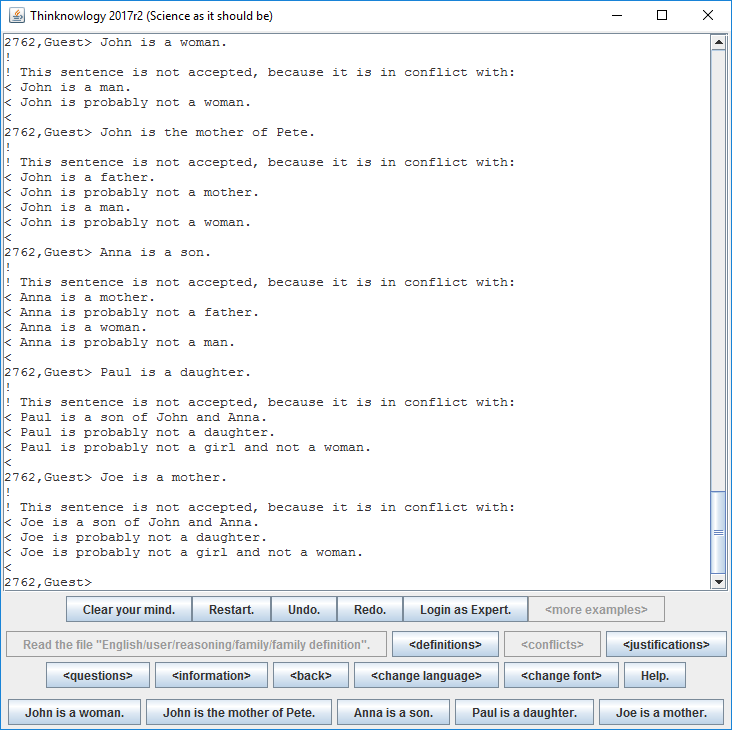 Thinknowlogy 2017r2 (Science as it should be)
2762,Guest> John is a woman.
!
! This sentence is not accepted, because it is in conflict with:
< John is a man.
< John is probably not a woman.
<
2762,Guest> John is the mother of Pete.
!
! This sentence is not accepted, because it is in conflict with:
< John is a father.
< John is probably not a mother.
< John is a man.
< John is probably not a woman.
<
2762,Guest> Anna is a son.
!
! This sentence is not accepted, because it is in conflict with:
< Anna is a mother.
< Anna is probably not a father.
< Anna is a woman.
< Anna is probably not a man.
<
2762,Guest> Paul is a daughter.
!
! This sentence is not accepted, because it is in conflict with:
< Paul is a son of John and Anna.
< Paul is probably not a daughter.
< Paul is probably not a girl and not a woman.
<
2762,Guest> Joe is a mother.
!
! This sentence is not accepted, because it is in conflict with:
< Joe is a son of John and Anna.
< Joe is probably not a daughter.
< Joe is probably not a girl and not a woman.
<
2762,Guest>
Clear your mind. Restart. Undo. Redo. Login as Expert. <more examples>
Read the file "English/user/reasoning/family/family definition". <definitions> <conflicts> <justifications>
<questions> <information> <back> <change language> <change font> Help.
John is a woman. John is the mother of Pete. Anna is a son. Paul is a daughter. Joe is a mother.